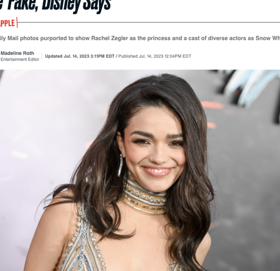 Fake, Disney Says
APPLE
ly Mail photos purported to show Rachel Zegler as the princess and a cast of diverse actors as Snow Wh
Madeline Roth
Entertainment Editor
Updated Jul. 14, 2023 3:11PM EDT / Published Jul. 14, 2023 12:04PM EDT